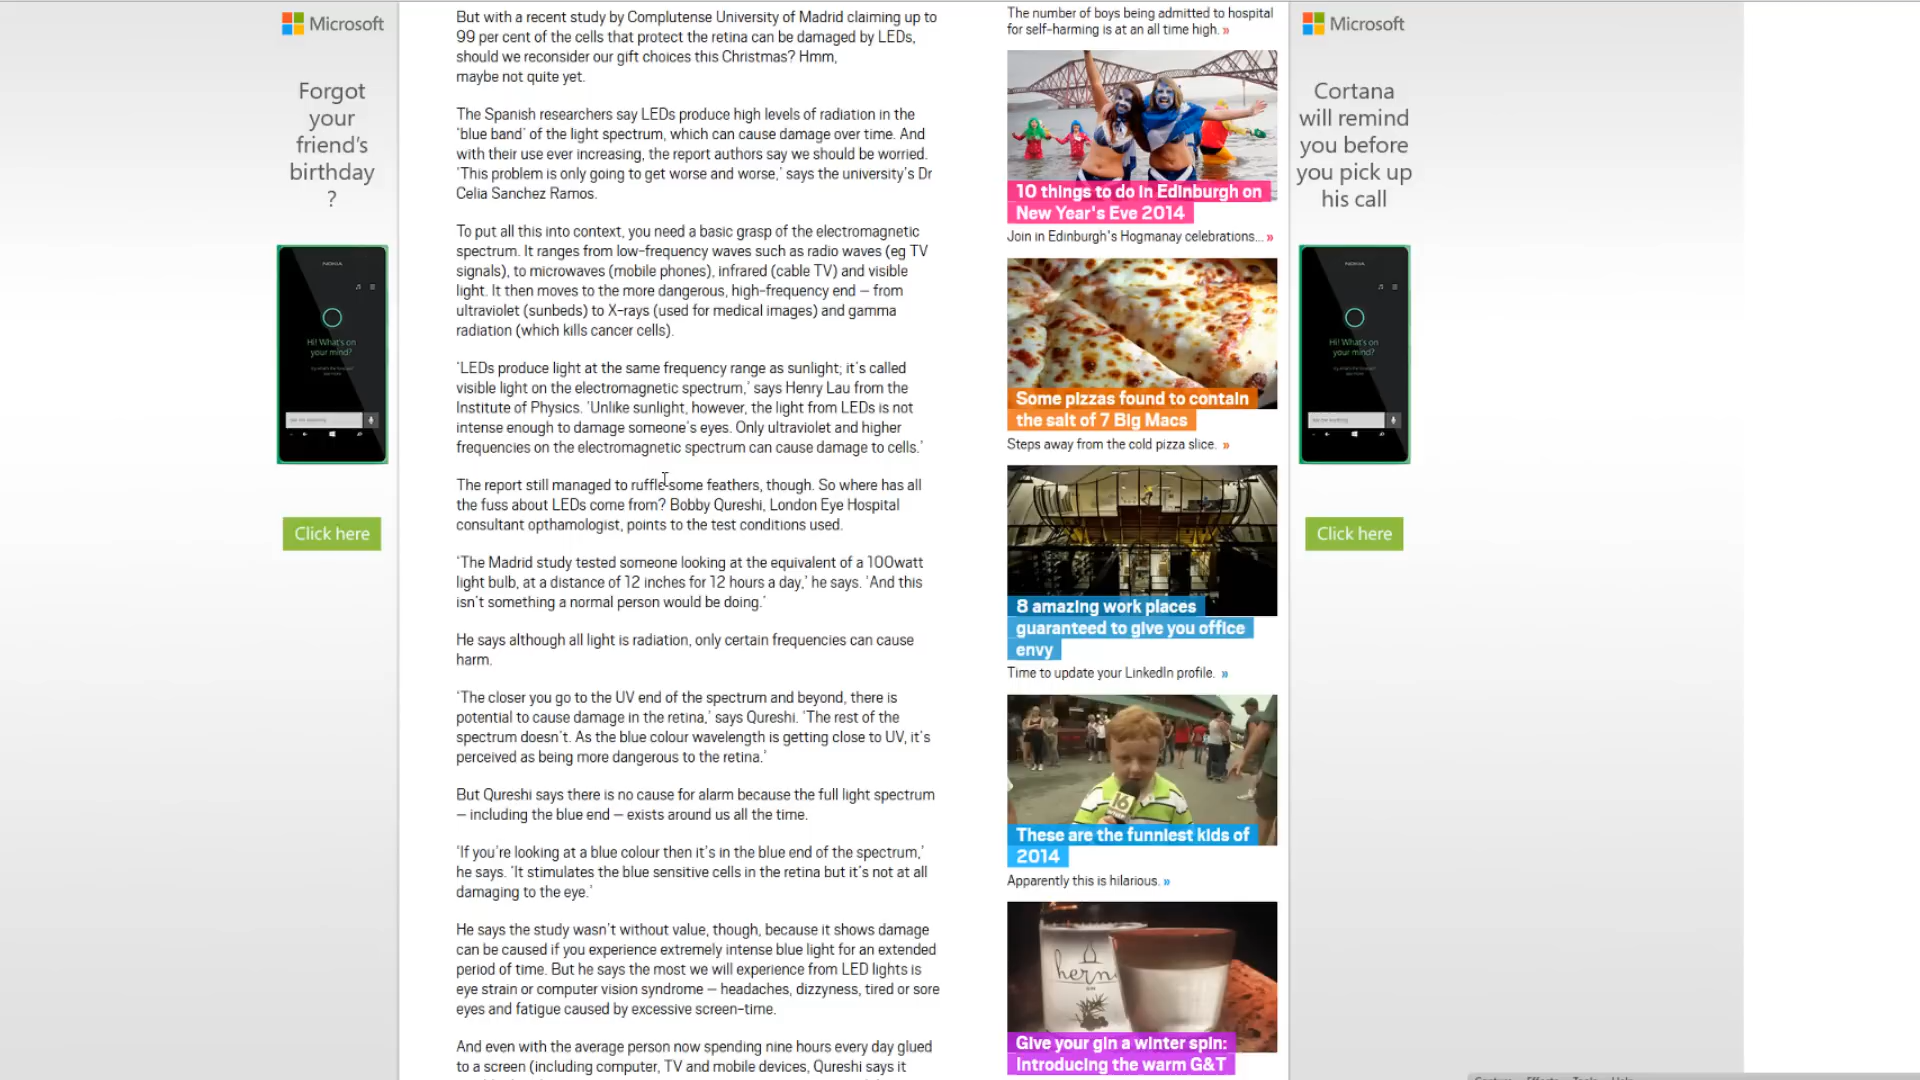 Microsoft
Forgot
your
friend's
birthday
?
NOKIA
Hi! What's on
your mind?
Click here
But with a recent study by Complutense University of Madrid claiming up to
99 per cent of the cells that protect the retina can be damaged by LEDs,
should we reconsider our gift choices this Christmas? Hmm,
maybe not quite yet.
The Spanish researchers say LEDs produce high levels of radiation in the
'blue band' of the light spectrum, which can cause damage over time. And
with their use ever increasing, the report authors say we should be worried.
'This problem is only going to get worse and worse,' says the university's Dr
Celia Sanchez Ramos.
To put all this into context, you need a basic grasp of the electromagnetic
spectrum. It ranges from low-frequency waves such as radio waves (eg TV
signals), to microwaves (mobile phones), infrared (cable TV) and visible
light. It then moves to the more dangerous, high-frequency end – from
ultraviolet (sunbeds) to X-rays (used for medical images) and gamma
radiation (which kills cancer cells).
'LEDs produce light at the same frequency range as sunlight; it's called
visible light on the electromagnetic spectrum,' says Henry Lau from the
Institute of Physics. 'Unlike sunlight, however, the light from LEDs is not
intense enough to damage someone's eyes. Only ultraviolet and higher
frequencies on the electromagnetic spectrum can cause damage to cells.'
The report still managed to ruffle some feathers, though. So where has all
the fuss about LEDs come from? Bobby Qureshi, London Eye Hospital
consultant opthamologist, points to the test conditions used.
'The Madrid study tested someone looking at the equivalent of a 100watt
light bulb, at a distance of 12 inches for 12 hours a day,' he says. 'And this
isn't something a normal person would be doing.'
He says although all light is radiation, only certain frequencies can cause
harm.
'The closer you go to the UV end of the spectrum and beyond, there is
potential to cause damage in the retina,' says Qureshi. 'The rest of the
spectrum doesn't. As the blue colour wavelength is getting close to UV, it's
perceived as being more dangerous to the retina.'
But Qureshi says there is no cause for alarm because the full light spectrum
– including the blue end – exists around us all the time.
'If you're looking at a blue colour then it's in the blue end of the spectrum,'
he says. 'It stimulates the blue sensitive cells in the retina but it's not at all
damaging to the eye.'
He says the study wasn't without value, though, because it shows damage
can be caused if you experience extremely intense blue light for an extended
period of time. But he says the most we will experience from LED lights is
eye strain or computer vision syndrome – headaches, dizzyness, tired or sore
eyes and fatigue caused by excessive screen-time.
And even with the average person now spending nine hours every day glued
to a screen (including computer, TV and mobile devices, Qureshi says it
The number of boys being admitted to hospital
for self-harming is at an all time high. »
10 things to do in Edinburgh on
New Year's Eve 2014
Join in Edinburgh's Hogmanay celebrations... »
Some pizzas found to contain
the salt of 7 Big Macs
Steps away from the cold pizza slice. »
8 amazing work places
guaranteed to give you office
envy
Time to update your LinkedIn profile. »
16
These are the funniest kids of
2014
Apparently this is hilarious. »
Give your gin a winter spin:
Introducing the warm G&T
Microsoft
Cortana
will remind
you before
you pick up
his call
NOKIA
Hi! What's on
your mind?
Click here